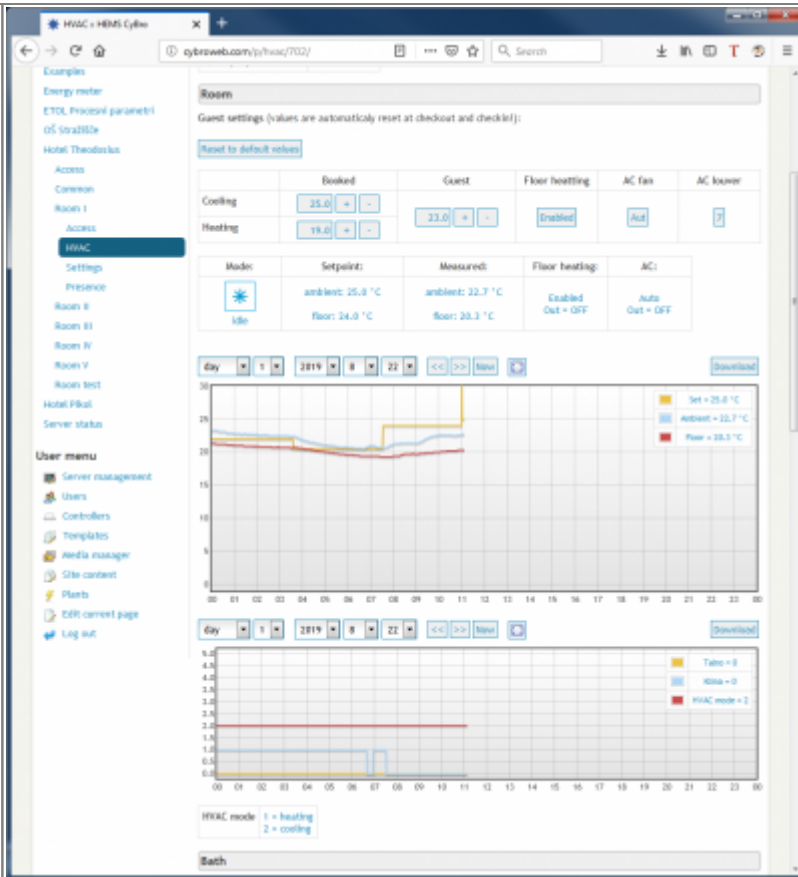 HVAC « HEMS CyBro
cybroweb.com/p/hvac/702/
Search
Examples
Energy meter
ETOL Procesni parametri
OŠ Stražišče
Hotel Theodosius
Access
Common
Room I
Access
HVAC
Settings
Presence
Room II
Room III
Room IV
Room V
Room test
Hotel Pikol
Server status
User menu
Server management
Users
Controllers
Templates
Media manager
Site content
Plants
Edit current page
Log out
Room
Guest settings (values are automaticaly reset at checkout and checkin!):
Reset to default values
Booked Guest Floor heatting AC fan AC louver
Cooling 25.0 + - 23.0 + - Enabled Aut 7
Heating 19.0 + -
Mode: Setpoint: Measured: Floor heating: AC:
ambient: 25.0 °C ambient: 22.7 °C Enabled Auto
Idle floor: 24.0 °C floor: 20.3 °C Out = OFF Out = OFF
day 1 2019 8 22 << >> Now Download
30
25
20
15
10
5
0
Set = 25.0 °C
Ambient = 22.7 °C
Floor = 20.3 °C
00 01 02 03 04 05 06 07 08 09 10 11 12 13 14 15 16 17 18 19 20 21 22 23 00
day 1 2019 8 22 << >> Now Download
5.0
4.5
4.0
3.5
3.0
2.5
2.0
1.5
1.0
0.5
0.0
Talno = 0
Klima = 0
HVAC mode = 2
00 01 02 03 04 05 06 07 08 09 10 11 12 13 14 15 16 17 18 19 20 21 22 23 00
HVAC mode 1 = heating
2 = cooling
Bath